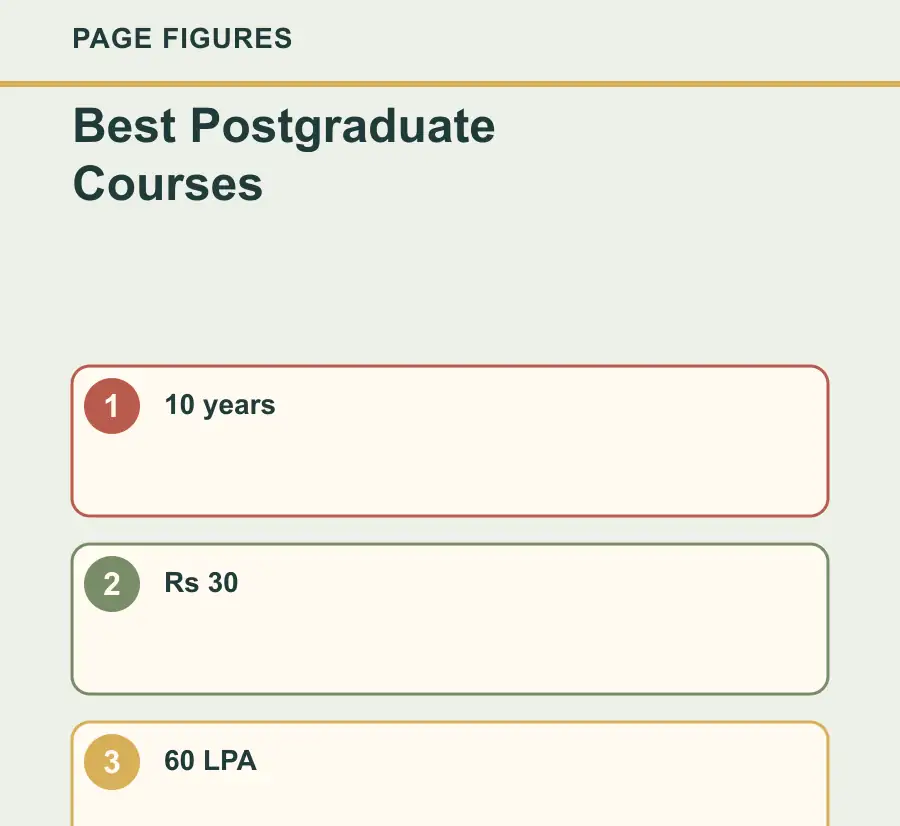 PAGE FIGURES
Best Postgraduate
Courses
1 10 years
2 Rs 30
3 60 LPA